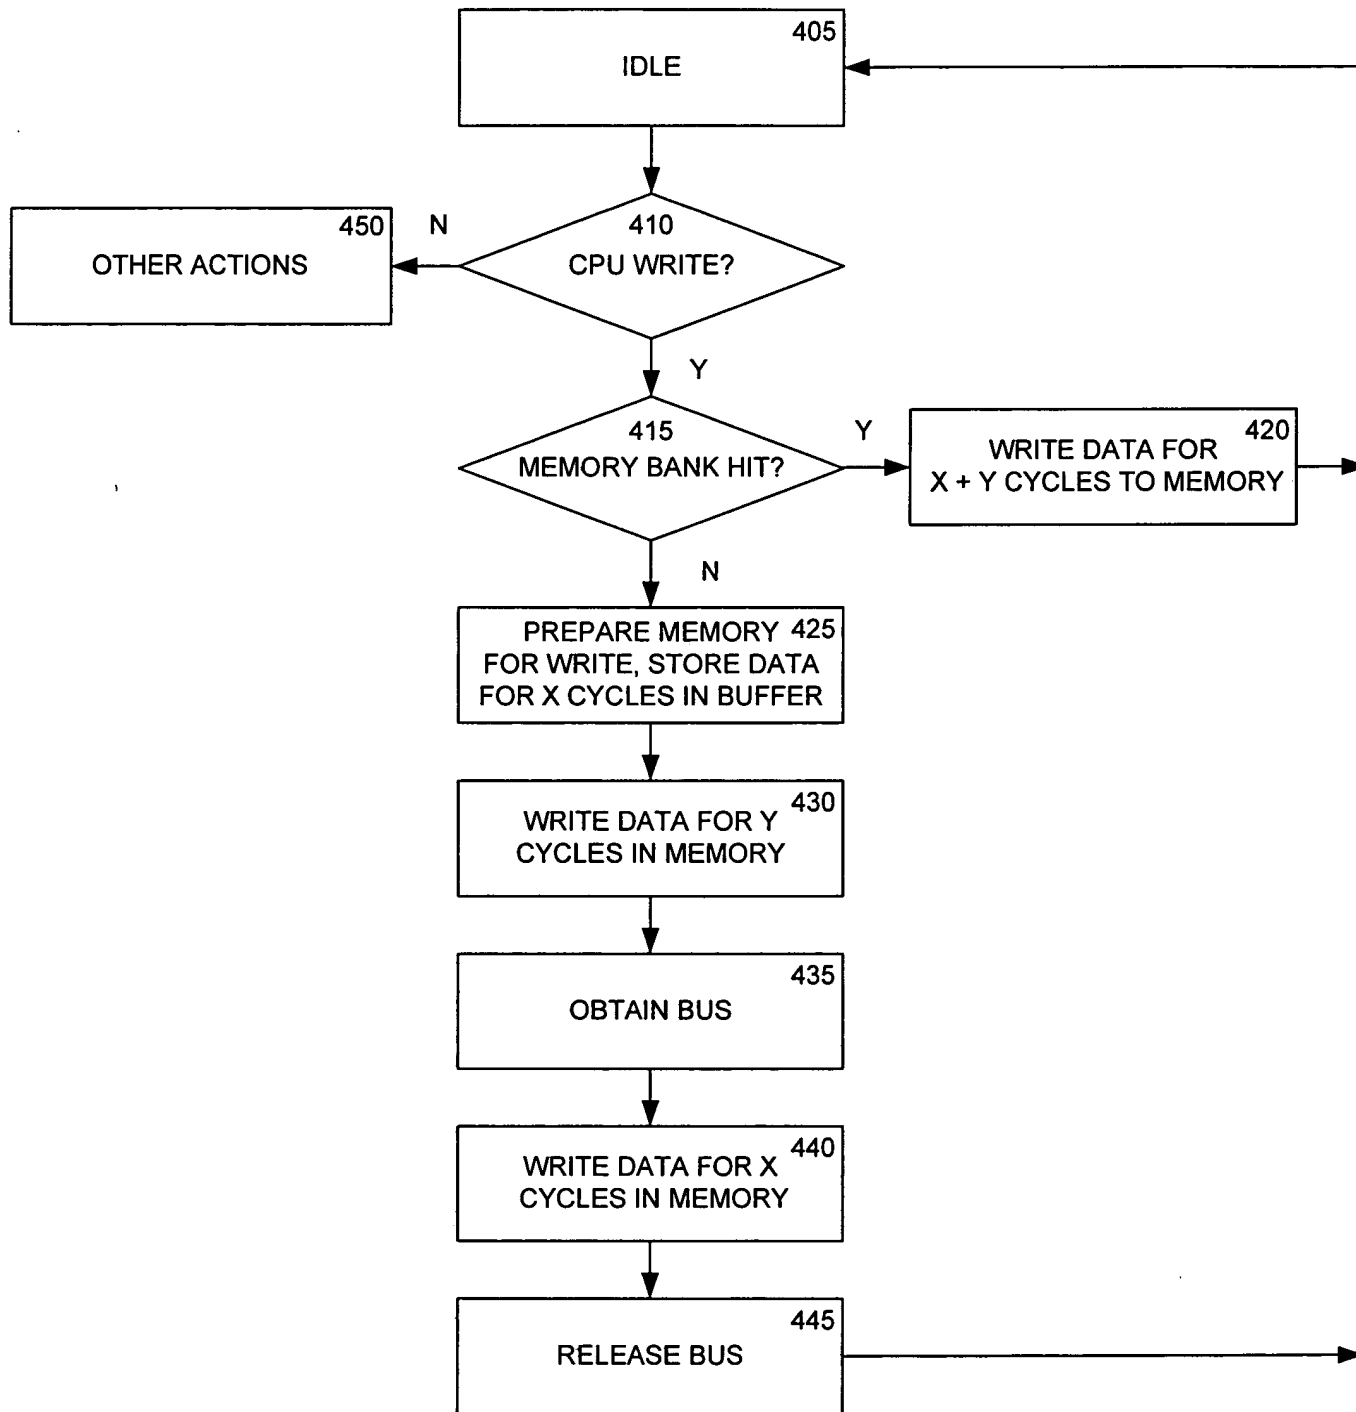 405
IDLE
450
OTHER ACTIONS
N
410
CPU WRITE?
Y
415
MEMORY BANK HIT?
Y
420
WRITE DATA FOR
X + Y CYCLES TO MEMORY
N
425
PREPARE MEMORY
FOR WRITE, STORE DATA
FOR X CYCLES IN BUFFER
430
WRITE DATA FOR Y
CYCLES IN MEMORY
435
OBTAIN BUS
440
WRITE DATA FOR X
CYCLES IN MEMORY
445
RELEASE BUS